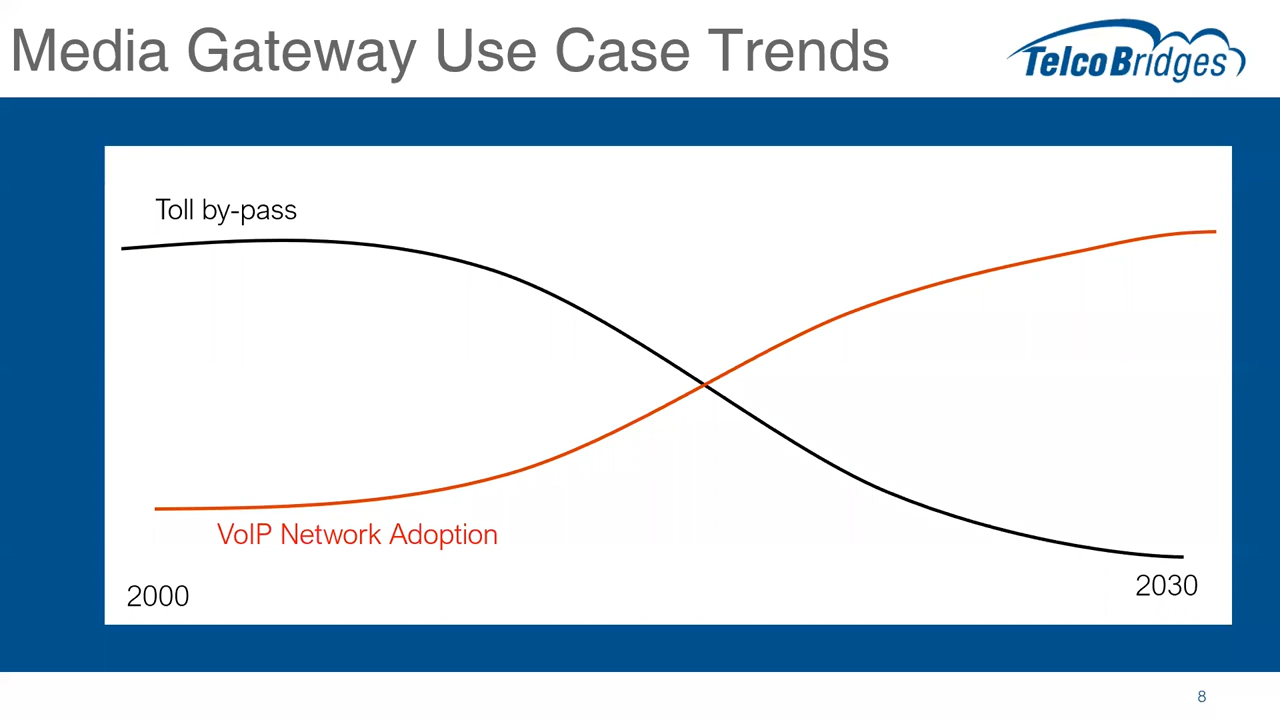 Media Gateway Use Case Trends
TelcoBridges
Toll by-pass
VoIP Network Adoption
2000
2030
8